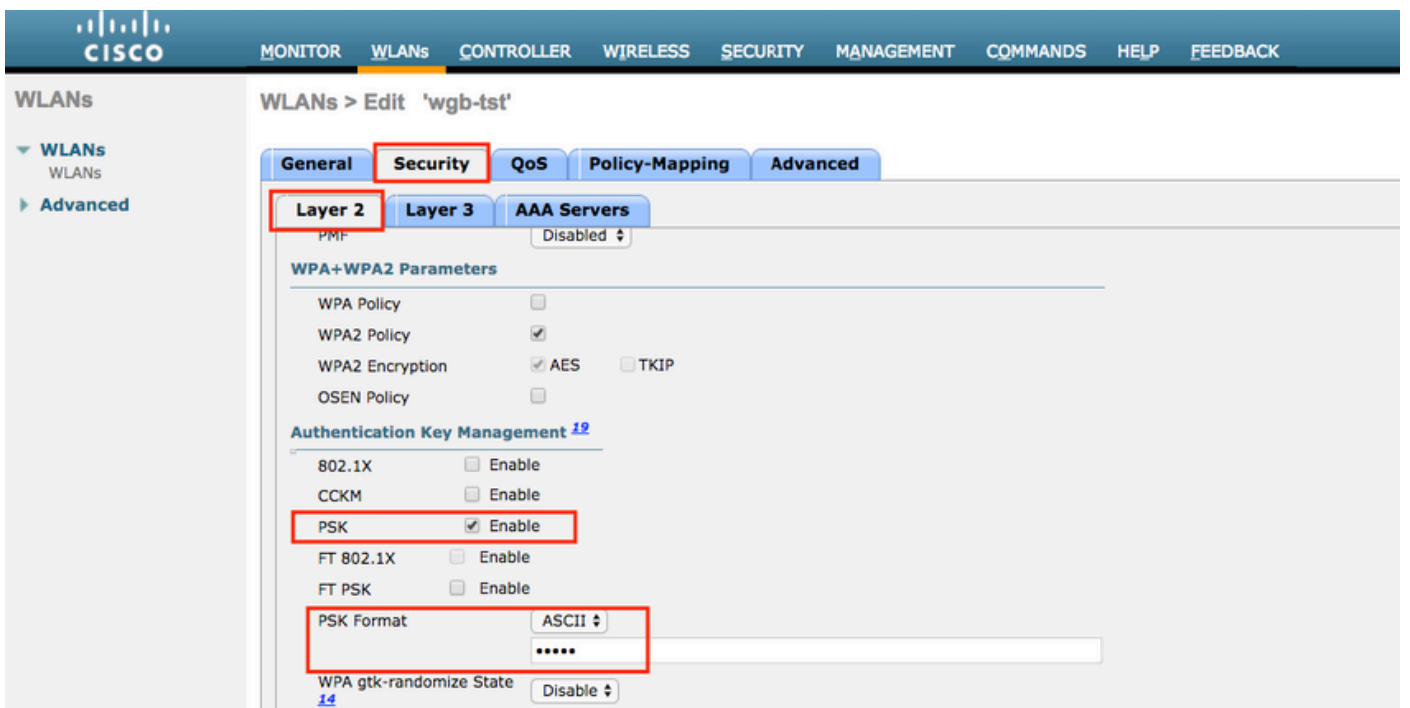 CISCO
MONITOR WLANs CONTROLLER WIRELESS SECURITY MANAGEMENT COMMANDS HELP FEEDBACK
WLANs
WLANs
WLANs
Advanced
WLANs > Edit 'wgb-tst'
General Security QoS Policy-Mapping Advanced
Layer 2 Layer 3 AAA Servers
PMF Disabled
WPA+WPA2 Parameters
WPA Policy
WPA2 Policy
WPA2 Encryption AES TKIP
OSEN Policy
Authentication Key Management 19
802.1X Enable
CCKM Enable
PSK Enable
FT 802.1X Enable
FT PSK Enable
PSK Format ASCII
•••••
WPA gtk-randomize State Disable
14